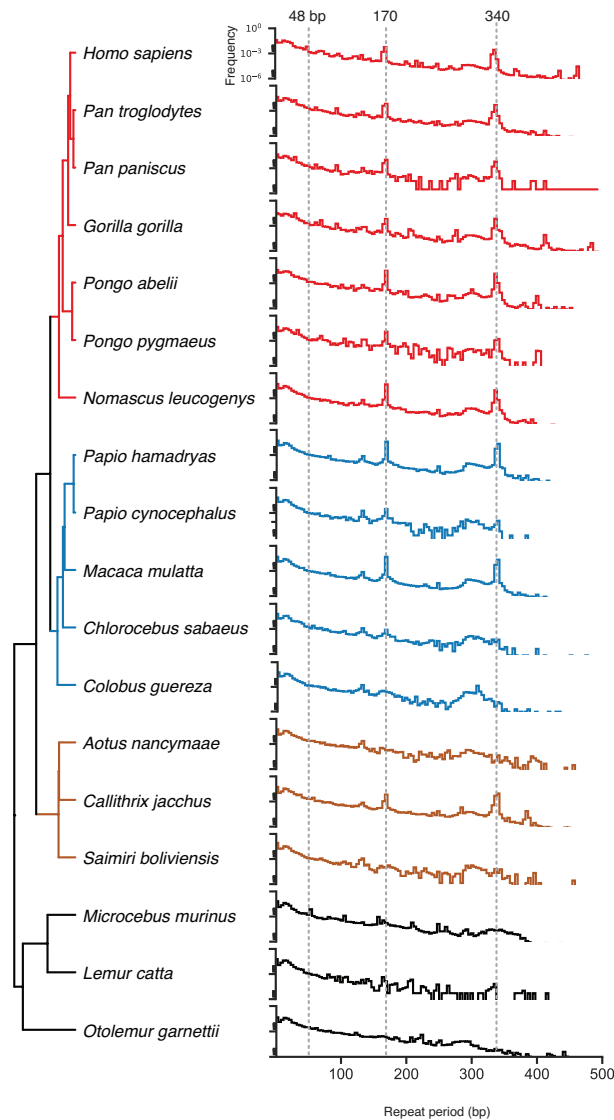 48 bp 170 340
Frequency
10⁰
10⁻³
10⁻⁶
Homo sapiens
Pan troglodytes
Pan paniscus
Gorilla gorilla
Pongo abelii
Pongo pygmaeus
Nomascus leucogenys
Papio hamadryas
Papio cynocephalus
Macaca mulatta
Chlorocebus sabaeus
Colobus guereza
Aotus nancymaae
Callithrix jacchus
Saimiri boliviensis
Microcebus murinus
Lemur catta
Otolemur garnettii
100 200 300 400 500
Repeat period (bp)